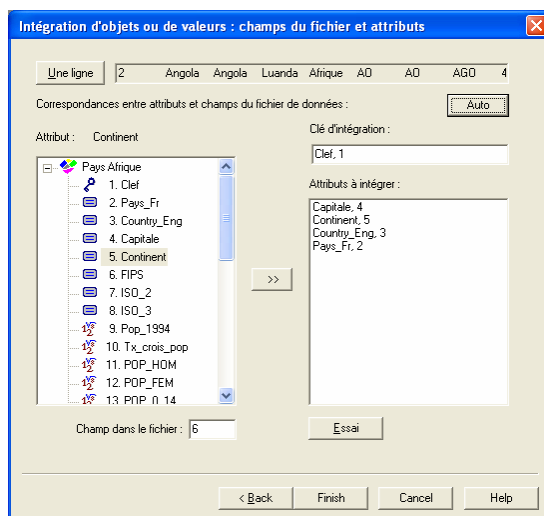 Intégration d'objets ou de valeurs : champs du fichier et attributs
Une ligne 2 Angola Angola Luanda Afrique AO AO AGO 4
Correspondances entre attributs et champs du fichier de données : Auto
Clé d'intégration :
Attribut : Continent
Clef, 1
Pays Afrique
1. Clef
2. Pays_Fr
3. Country_Eng
4. Capitale
5. Continent
6. FIPS
7. ISO_2
8. ISO_3
9. Pop_1994
10. Tx_crois_pop
11. POP_HOM
12. POP_FEM
13. POP_0_14
>>
Attributs à intégrer :
Capitale, 4
Continent, 5
Country_Eng, 3
Pays_Fr, 2
Champ dans le fichier : 6
Essai
< Back Finish Cancel Help